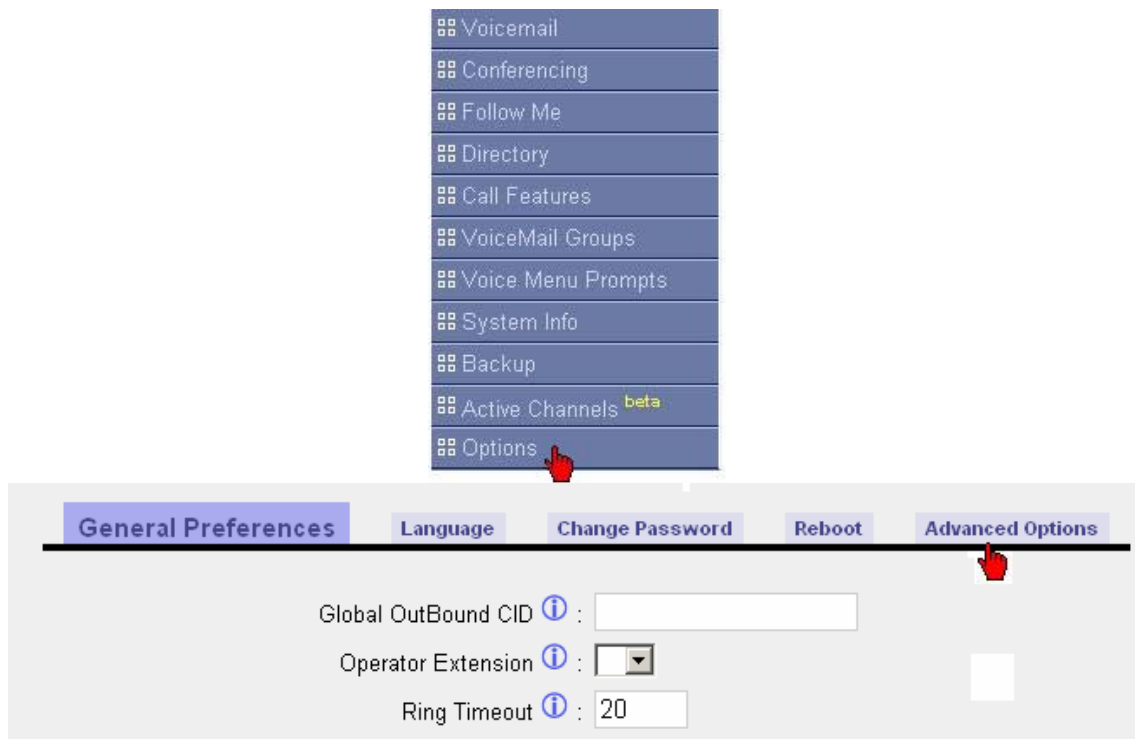 Voicemail
Conferencing
Follow Me
Directory
Call Features
VoiceMail Groups
Voice Menu Prompts
System Info
Backup
Active Channels beta
Options
General Preferences Language Change Password Reboot Advanced Options
Global OutBound CID i :
Operator Extension i :
Ring Timeout i : 20